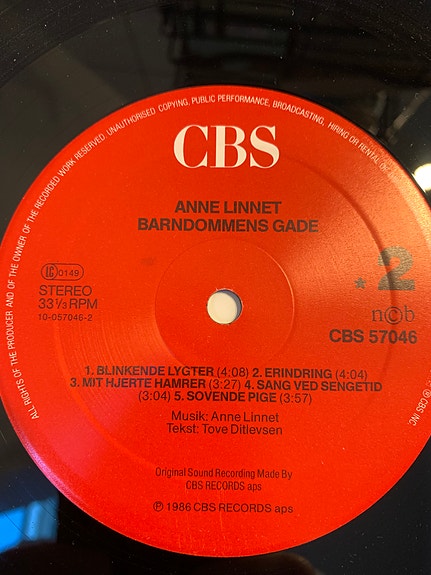 ALL RIGHTS OF THE PRODUCER AND OF THE OWNER OF THE RECORDED WORK RESERVED. UNAUTHORISED COPYING, PUBLIC PERFORMANCE, BROADCASTING, HIRING OR RENTAL OF
CBS
ANNE LINNET
BARNDOMMENS GADE
LC 0149
STEREO
33 1/3 RPM
10-057046-2
* 2
n©b
CBS 57046
1. BLINKENDE LYGTER (4:08) 2. ERINDRING (4:04)
3. MIT HJERTE HAMRER (3:27) 4. SANG VED SENGETID
(3:04) 5. SOVENDE PIGE (3:57)
Musik: Anne Linnet
Tekst: Tove Ditlevsen
Original Sound Recording Made By
CBS RECORDS aps
℗ 1986 CBS RECORDS aps
CBS INC.